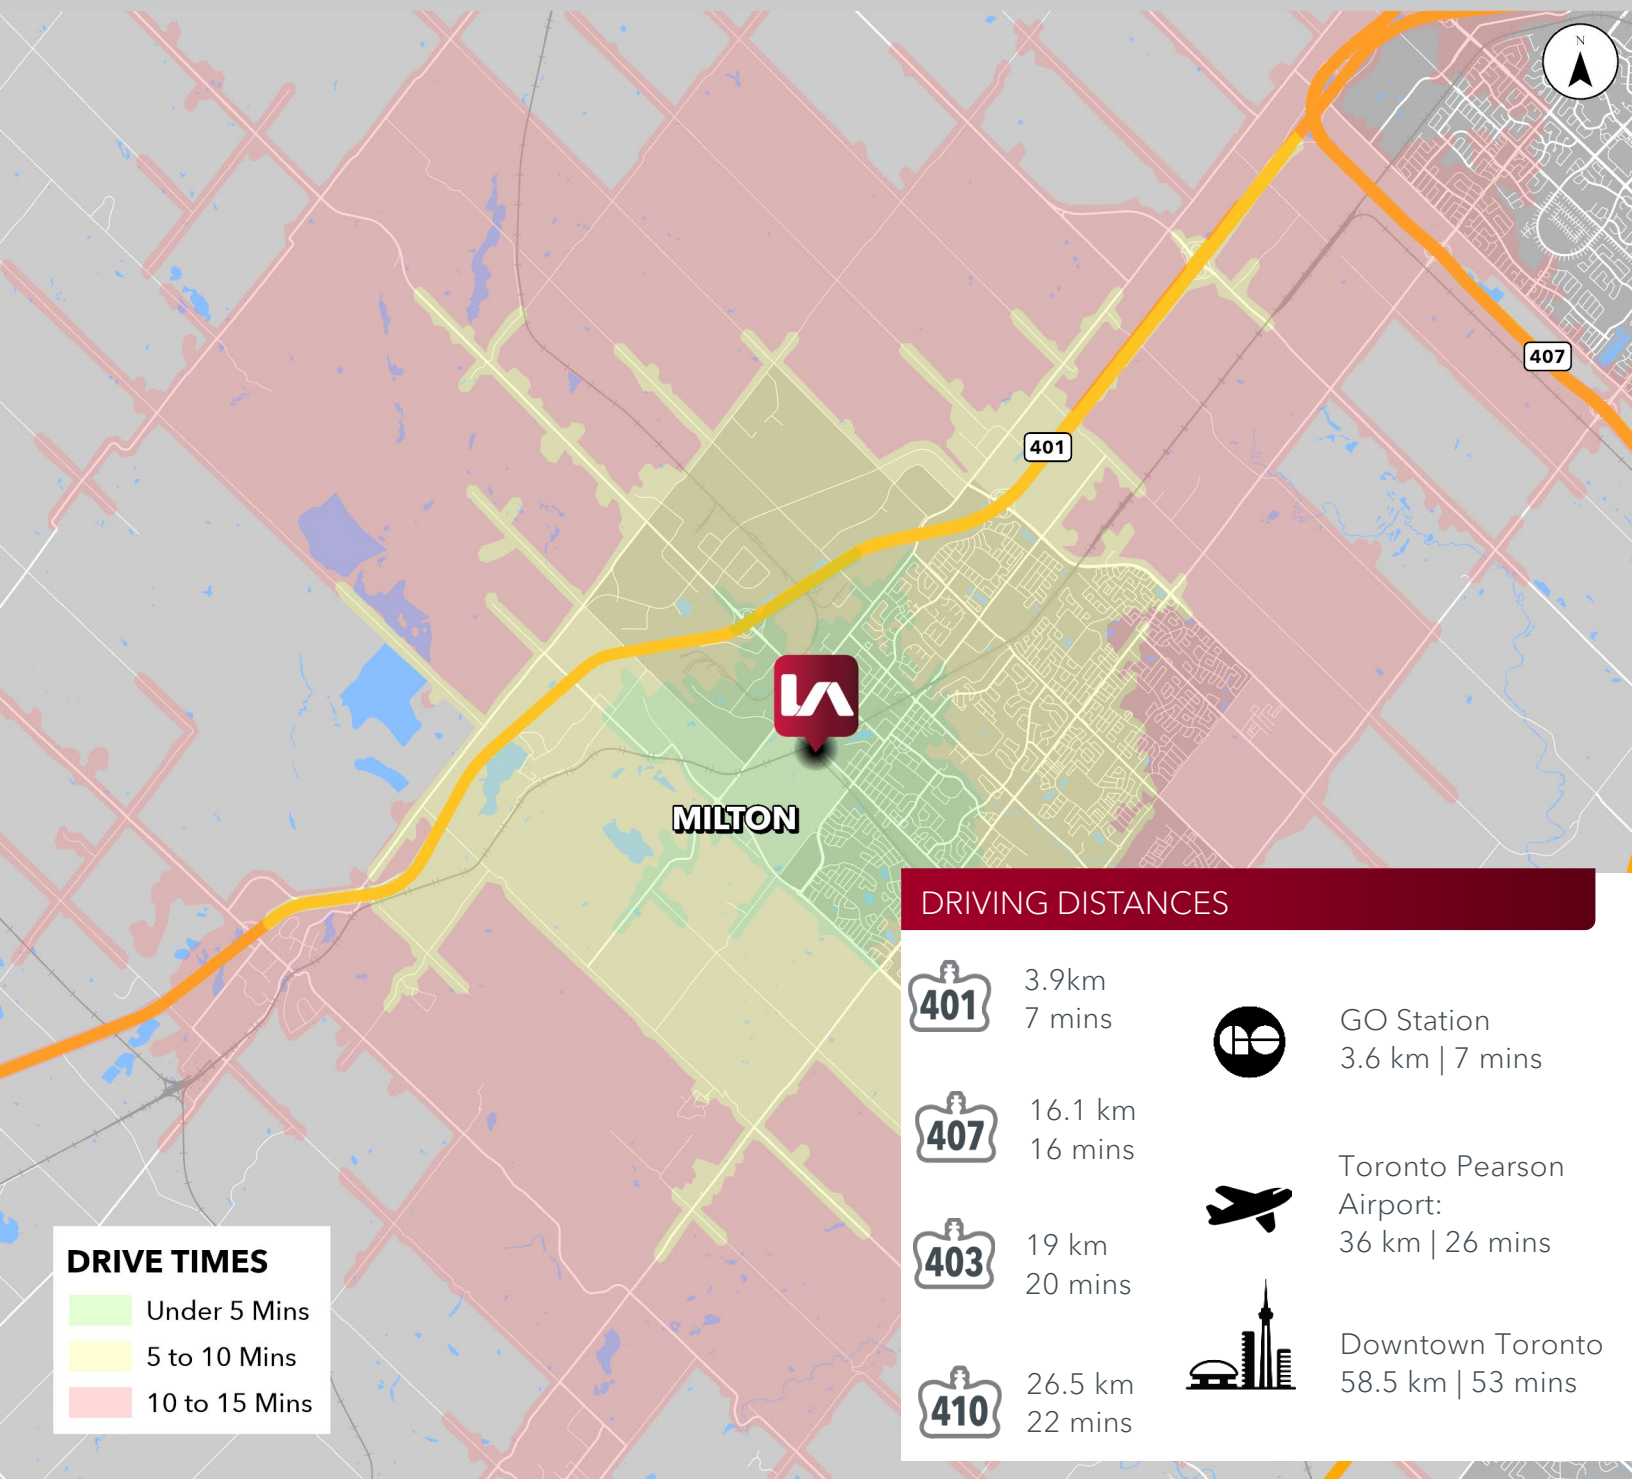 N
407
401
LA
MILTON
DRIVING DISTANCES
401
3.9km
7 mins
407
16.1 km
16 mins
403
19 km
20 mins
410
26.5 km
22 mins
GO
GO Station
3.6 km | 7 mins
Toronto Pearson
Airport:
36 km | 26 mins
Downtown Toronto
58.5 km | 53 mins
DRIVE TIMES
Under 5 Mins
5 to 10 Mins
10 to 15 Mins